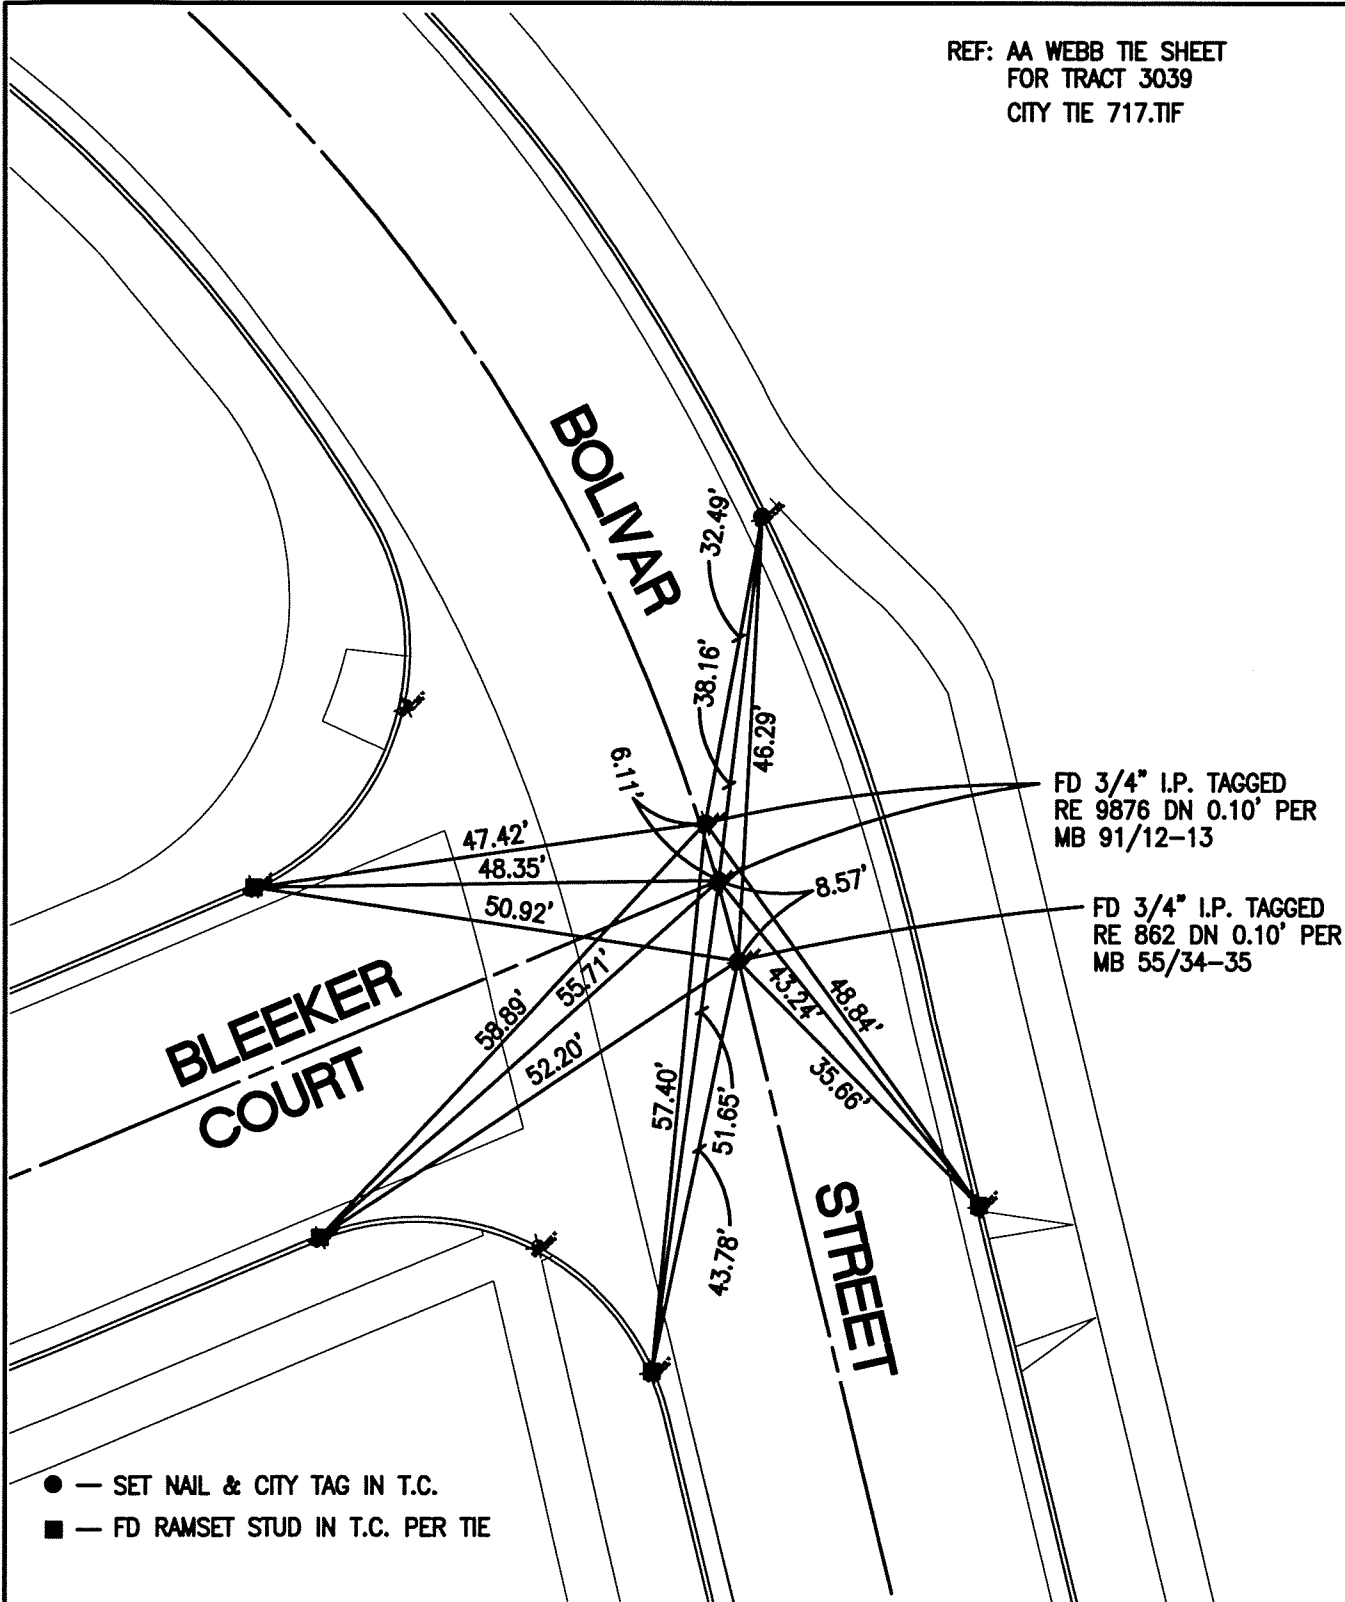 REF: AA WEBB TIE SHEET
FOR TRACT 3039
CITY TIE 717.TIF
BOLIVAR
32.49'
38.16'
46.29'
6.11'
FD 3/4" I.P. TAGGED
RE 9876 DN 0.10' PER
MB 91/12-13
47.42'
48.35'
50.92'
8.57'
FD 3/4" I.P. TAGGED
RE 862 DN 0.10' PER
MB 55/34-35
BLEEKER
COURT
58.89'
55.71'
52.20'
43.24'
48.84'
35.66'
57.40'
51.65'
43.78'
STREET
— SET NAIL & CITY TAG IN T.C.
— FD RAMSET STUD IN T.C. PER TIE